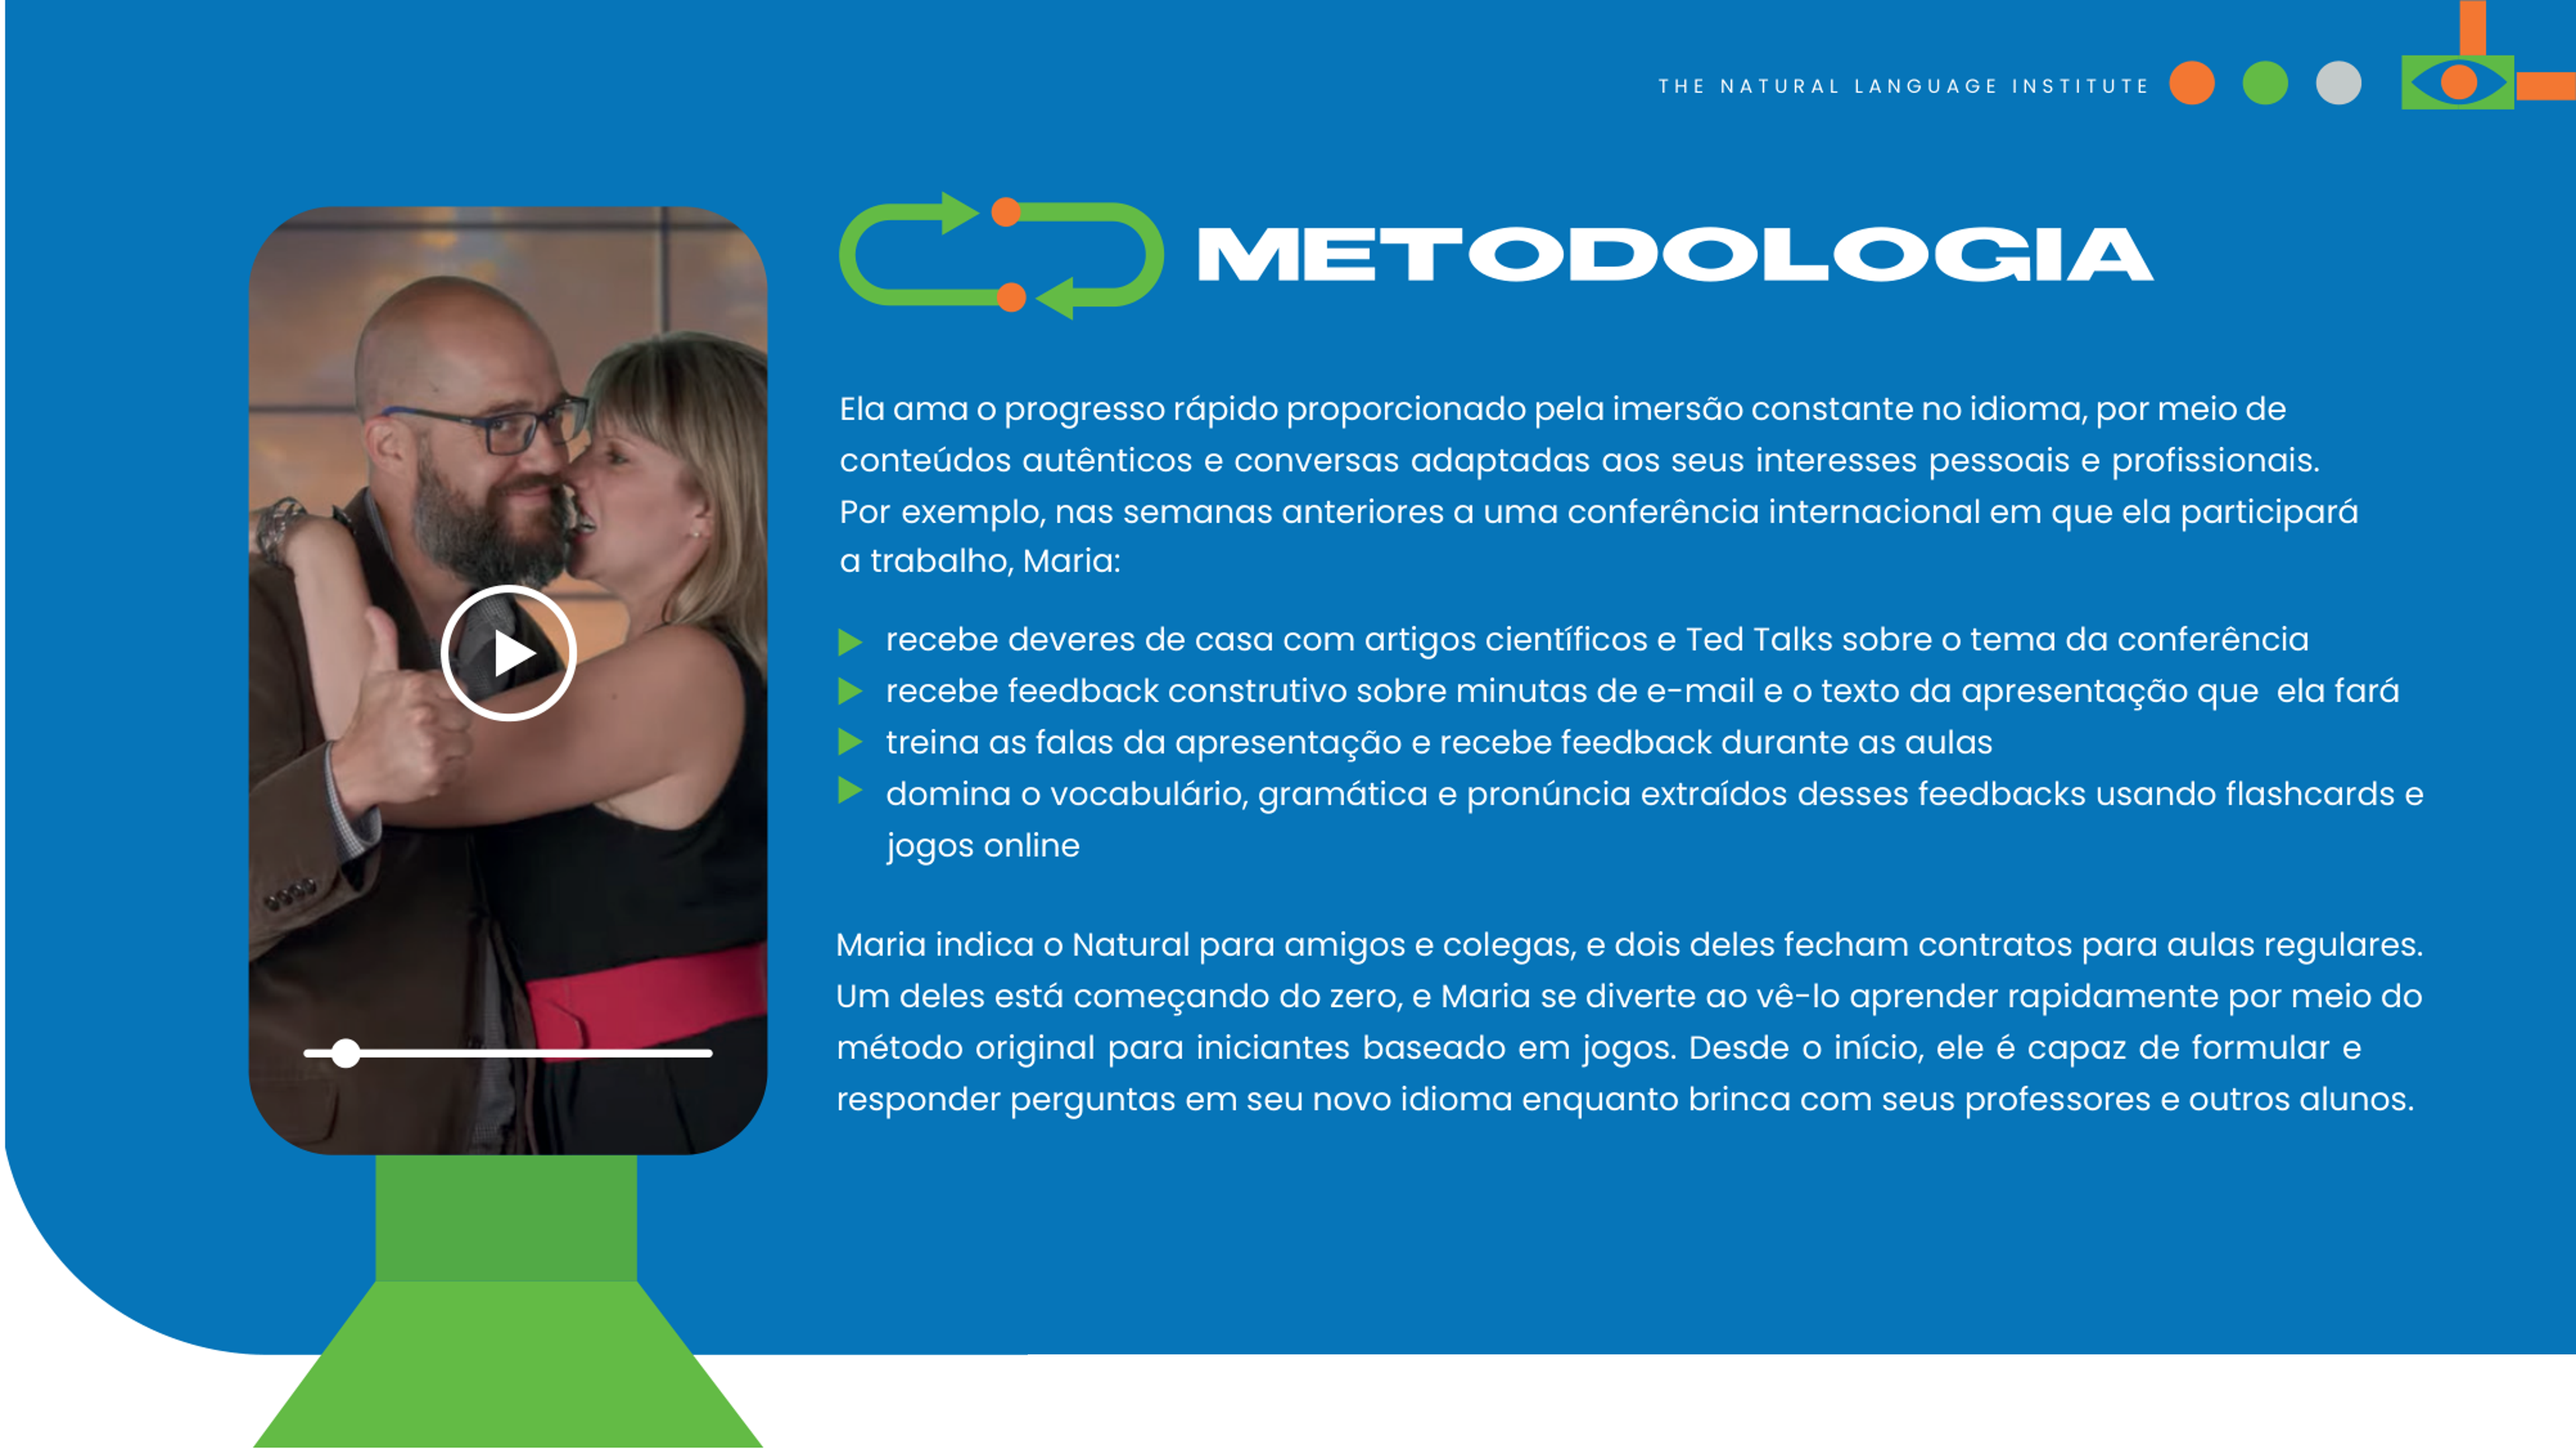 THE NATURAL LANGUAGE INSTITUTE
METODOLOGIA
Ela ama o progresso rápido proporcionado pela imersão constante no idioma, por meio de
conteúdos autênticos e conversas adaptadas aos seus interesses pessoais e profissionais.
Por exemplo, nas semanas anteriores a uma conferência internacional em que ela participará
a trabalho, Maria:
recebe deveres de casa com artigos científicos e Ted Talks sobre o tema da conferência
recebe feedback construtivo sobre minutas de e-mail e o texto da apresentação que ela fará
treina as falas da apresentação e recebe feedback durante as aulas
domina o vocabulário, gramática e pronúncia extraídos desses feedbacks usando flashcards e
jogos online
Maria indica o Natural para amigos e colegas, e dois deles fecham contratos para aulas regulares.
Um deles está começando do zero, e Maria se diverte ao vê-lo aprender rapidamente por meio do
método original para iniciantes baseado em jogos. Desde o início, ele é capaz de formular e
responder perguntas em seu novo idioma enquanto brinca com seus professores e outros alunos.